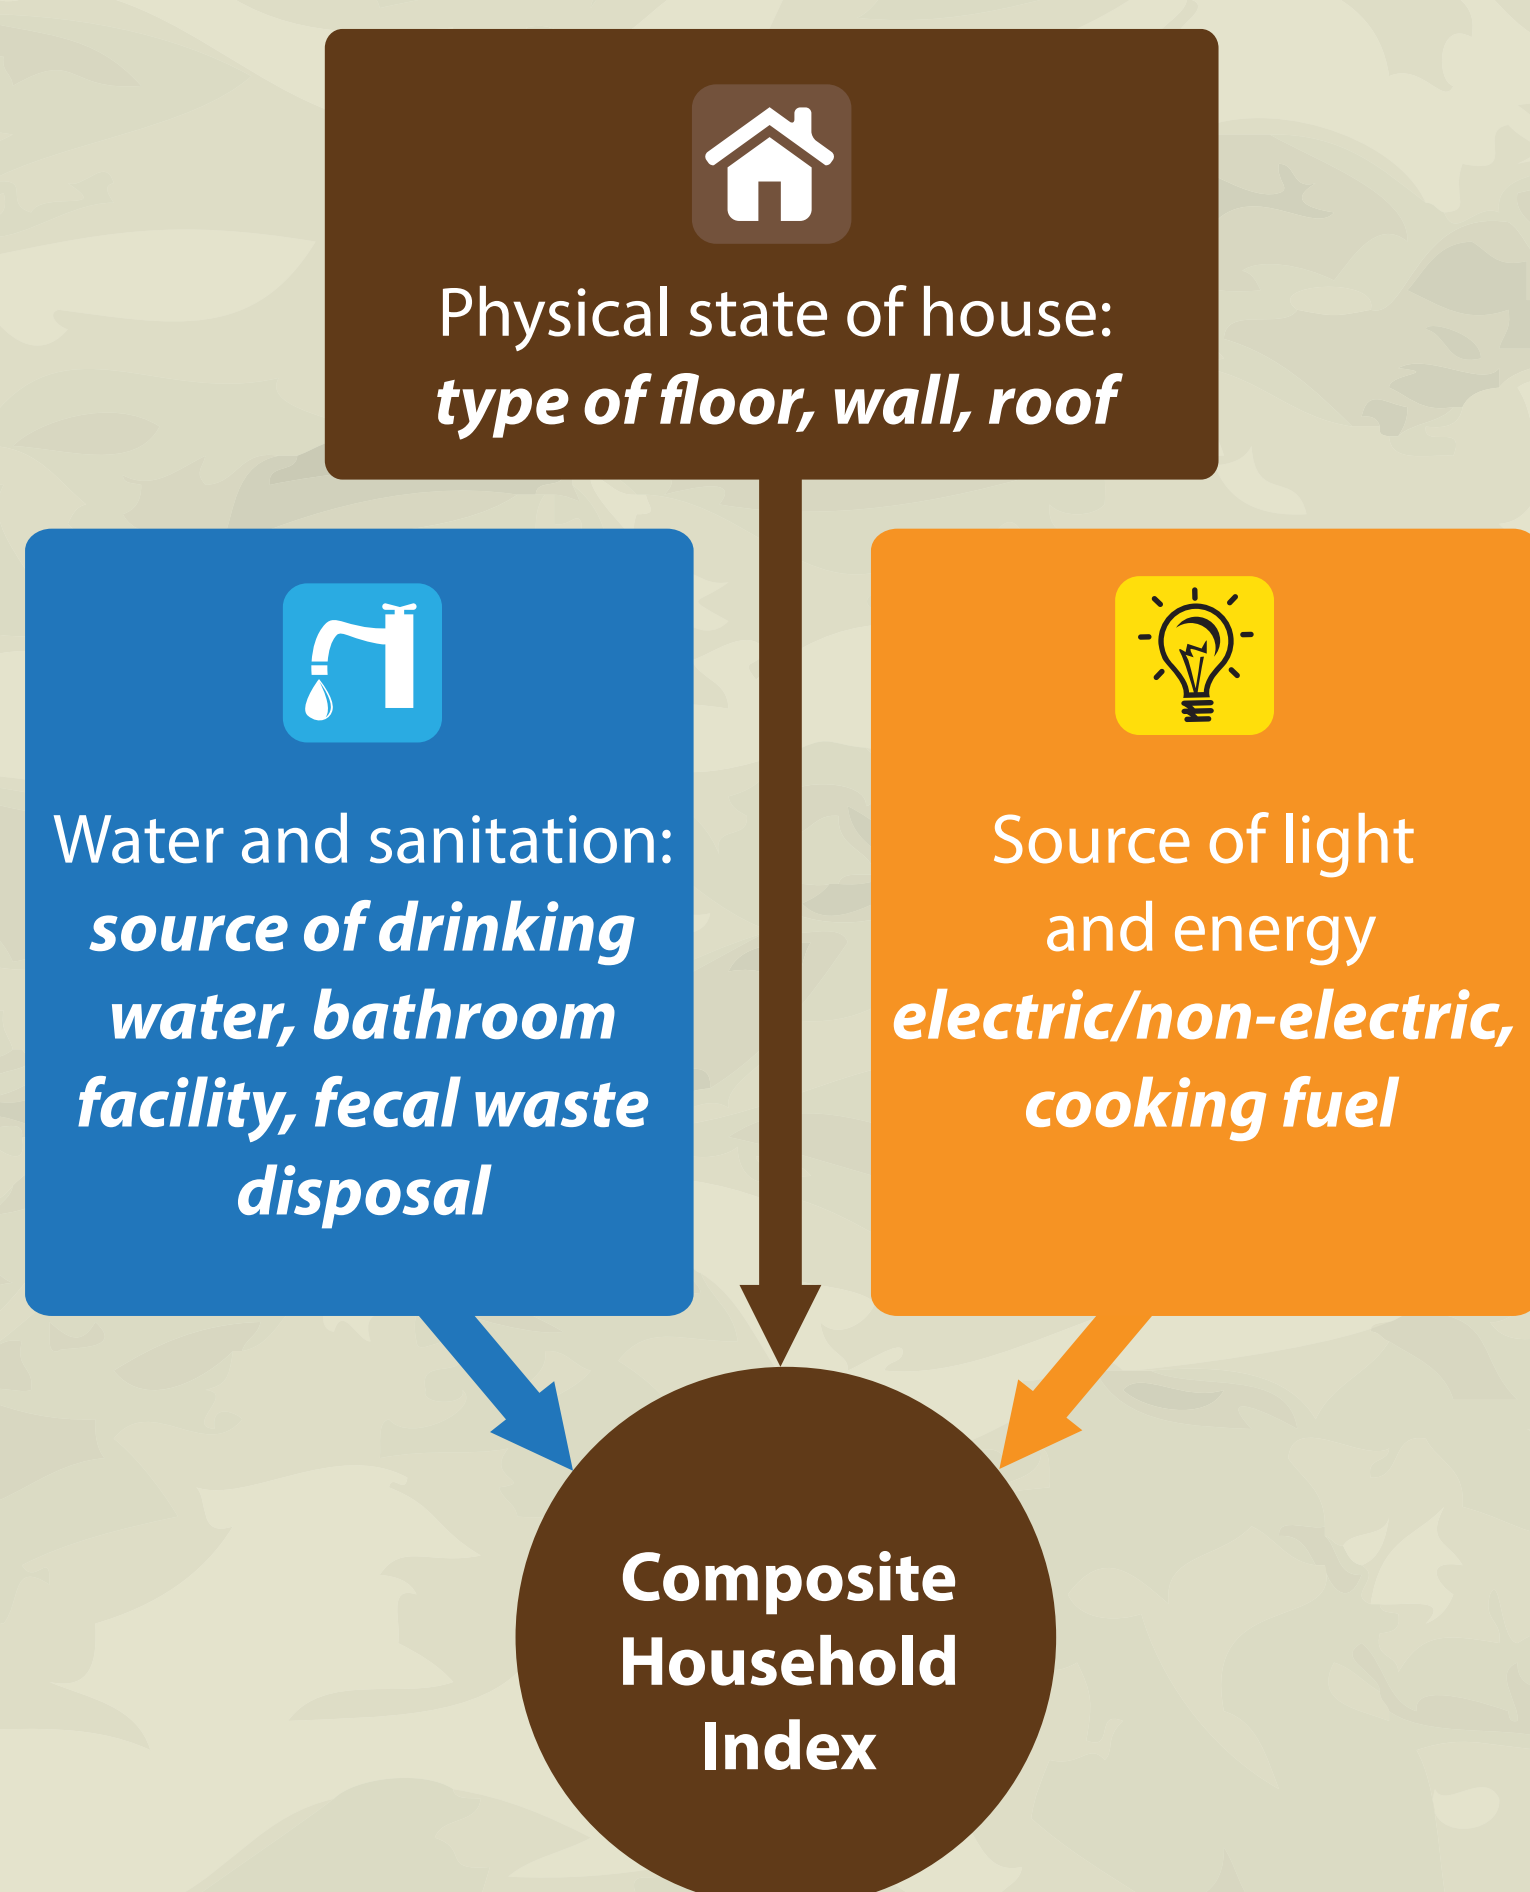 Physical state of house:
type of floor, wall, roof
Water and sanitation:
source of drinking
water, bathroom
facility, fecal waste
disposal
Source of light
and energy
electric/non-electric,
cooking fuel
Composite
Household
Index